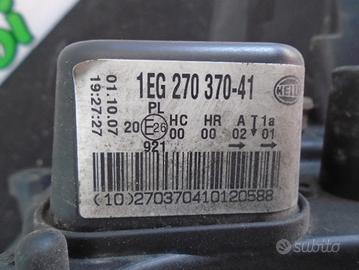 1EG 270 370-41
HELLA
01.10.07
19:27:27
PL
20 E26 HC HR A 1a
00 00 02 01
921
(10)270370410120588
subito